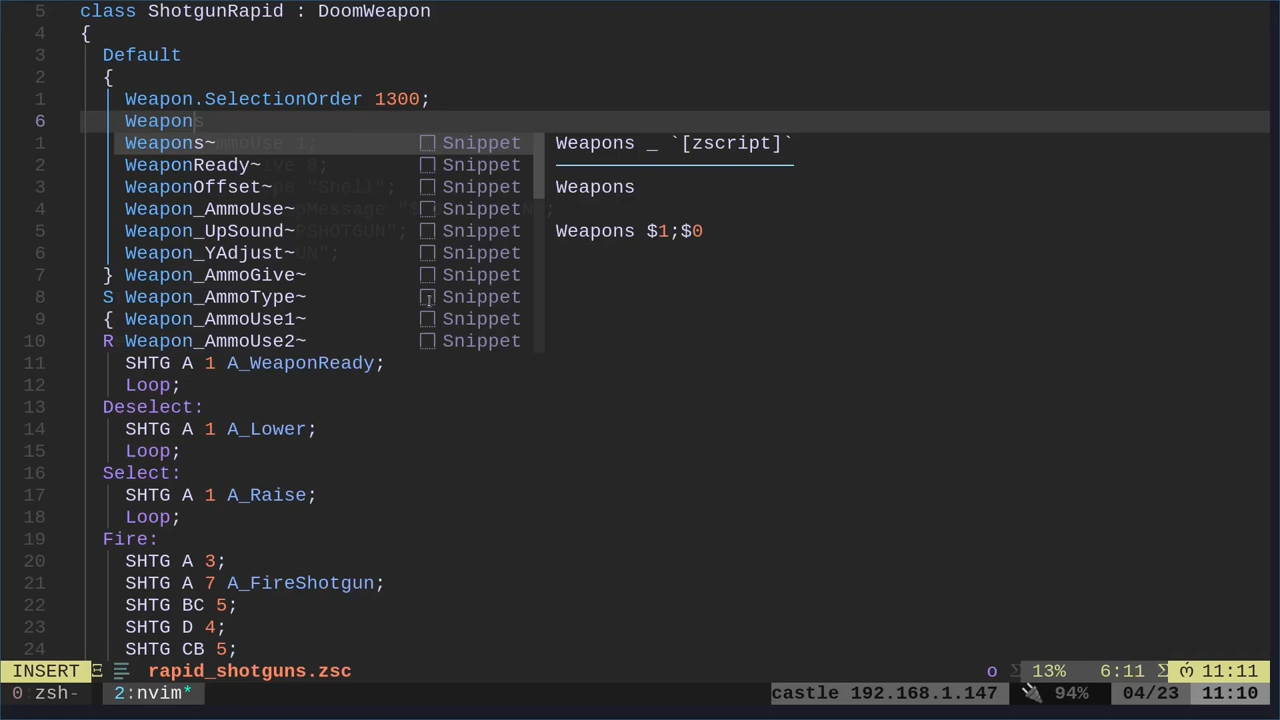 5 class ShotgunRapid : DoomWeapon
4 {
3 Default
2 {
1 Weapon.SelectionOrder 1300;
6 Weapons
1 Weapons~ Snippet Weapons _ `[zscript]`
2 WeaponReady~ Snippet
3 WeaponOffset~ Snippet Weapons
4 Weapon_AmmoUse~ Snippet
5 Weapon_UpSound~ Snippet Weapons $1;$0
6 Weapon_YAdjust~ Snippet
7 } Weapon_AmmoGive~ Snippet
8 S Weapon_AmmoType~ Snippet
9 { Weapon_AmmoUse1~ Snippet
10 R Weapon_AmmoUse2~ Snippet
11 SHTG A 1 A_WeaponReady;
12 Loop;
13 Deselect:
14 SHTG A 1 A_Lower;
15 Loop;
16 Select:
17 SHTG A 1 A_Raise;
18 Loop;
19 Fire:
20 SHTG A 3;
21 SHTG A 7 A_FireShotgun;
22 SHTG BC 5;
23 SHTG D 4;
24 SHTG CB 5;
INSERT rapid_shotguns.zsc 13% 6:11 11:11
0:zsh- 2:nvim* castle 192.168.1.147 94% 04/23 11:10